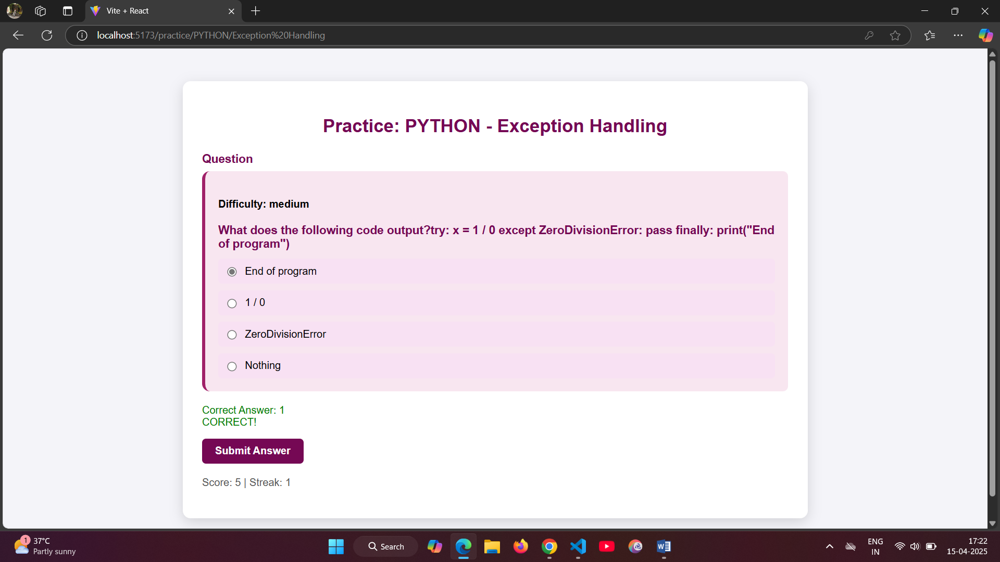 Vite + React
localhost:5173/practice/PYTHON/Exception%20Handling
Practice: PYTHON - Exception Handling
Question
Difficulty: medium
What does the following code output?try: x = 1 / 0 except ZeroDivisionError: pass finally: print("End
of program")
End of program
1 / 0
ZeroDivisionError
Nothing
Correct Answer: 1
CORRECT!
Submit Answer
Score: 5 | Streak: 1
1
37°C
Partly sunny
Search
ENG
IN
17:22
15-04-2025